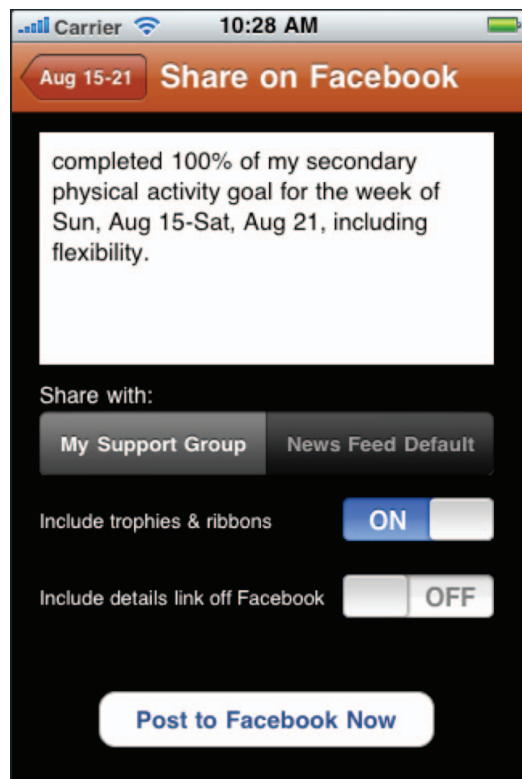 Carrier 10:28 AM
Aug 15-21 Share on Facebook
completed 100% of my secondary
physical activity goal for the week of
Sun, Aug 15-Sat, Aug 21, including
flexibility.
Share with:
My Support Group News Feed Default
Include trophies & ribbons ON
Include details link off Facebook OFF
Post to Facebook Now